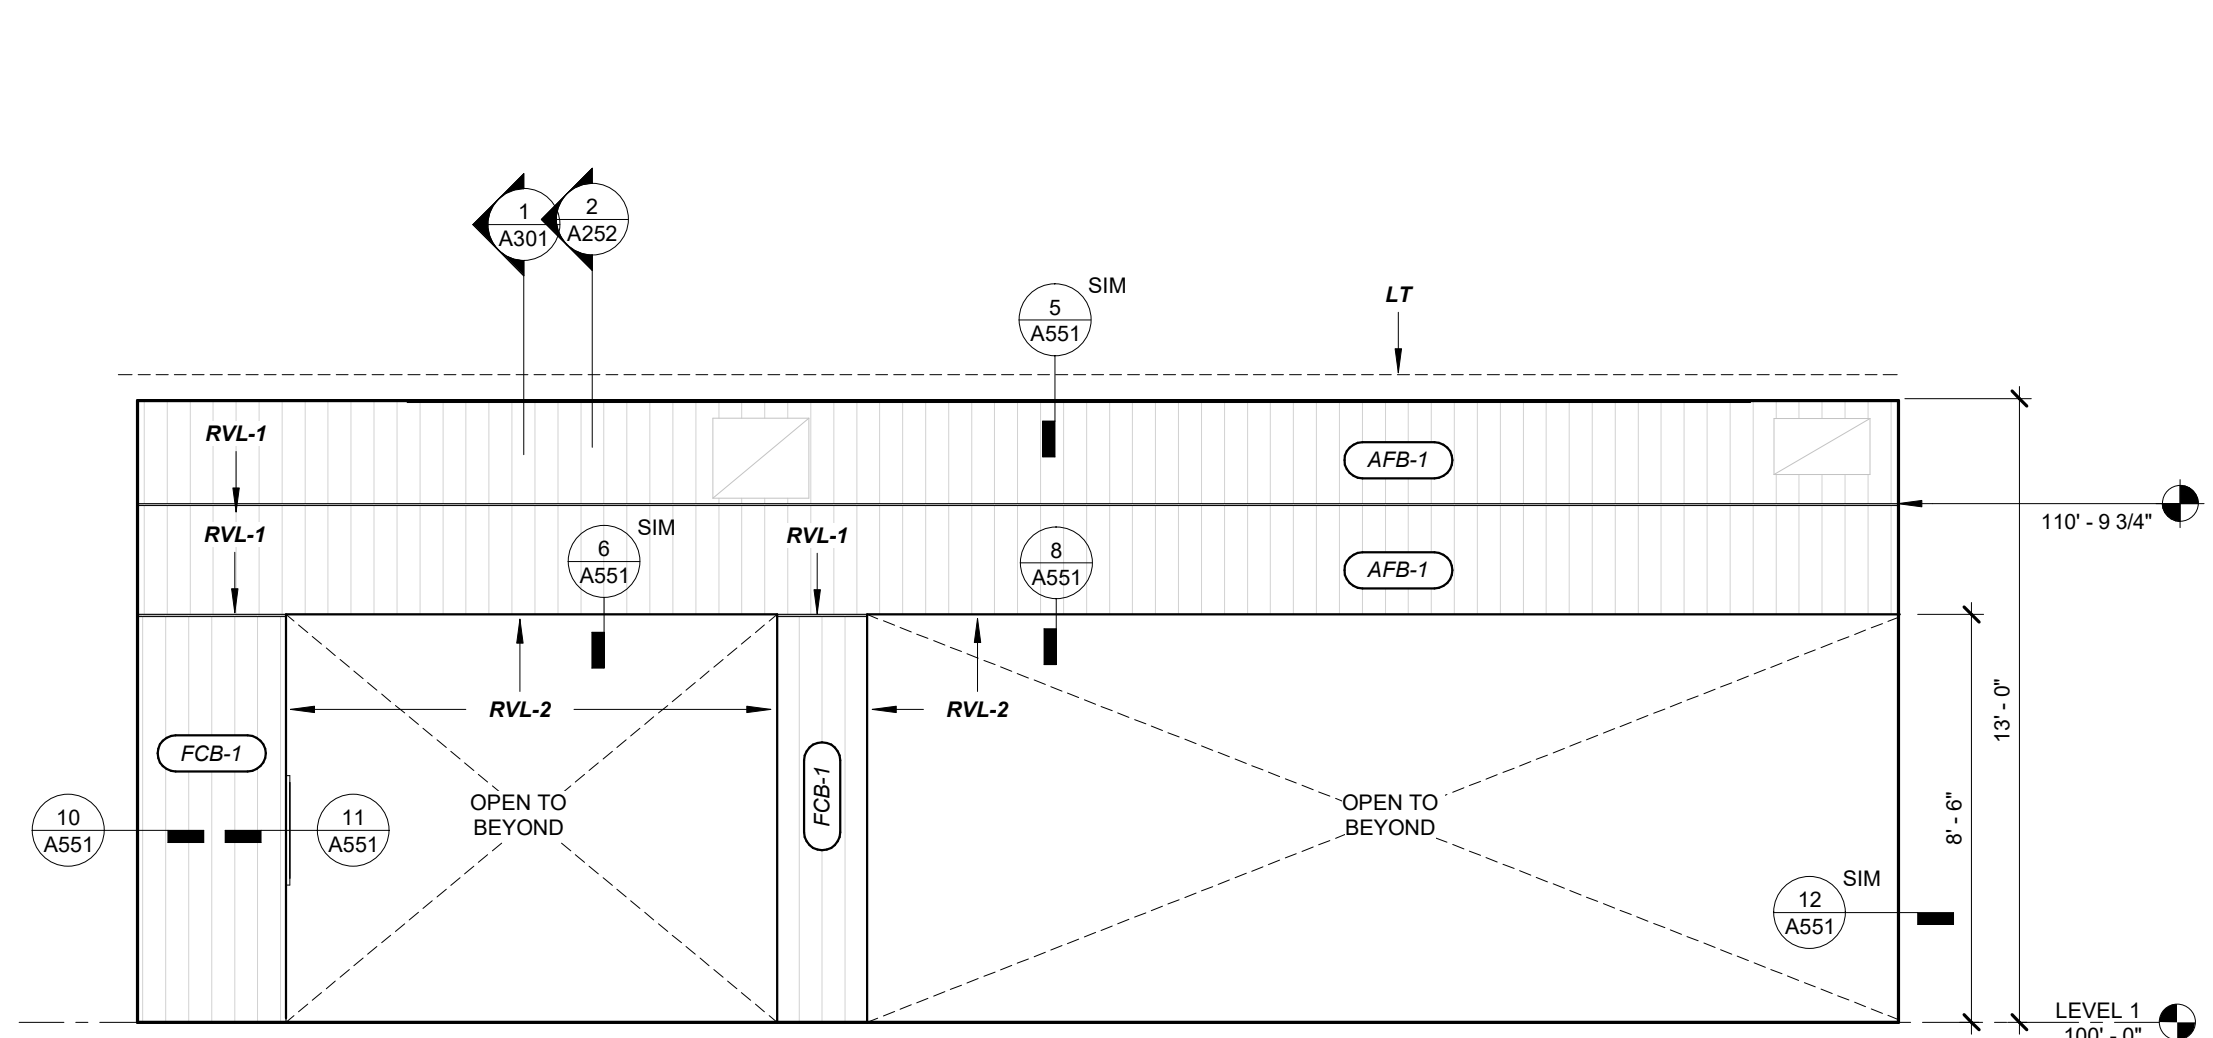 1
A301
2
A252
5
A551
SIM
LT
RVL-1
AFB-1
110' - 9 3/4"
RVL-1
6
A551
SIM
RVL-1
8
A551
AFB-1
RVL-2
RVL-2
FCB-1
FCB-1
13' - 0"
8' - 6"
10
A551
11
A551
OPEN TO
BEYOND
OPEN TO
BEYOND
12
A551
SIM
LEVEL 1
100' - 0"